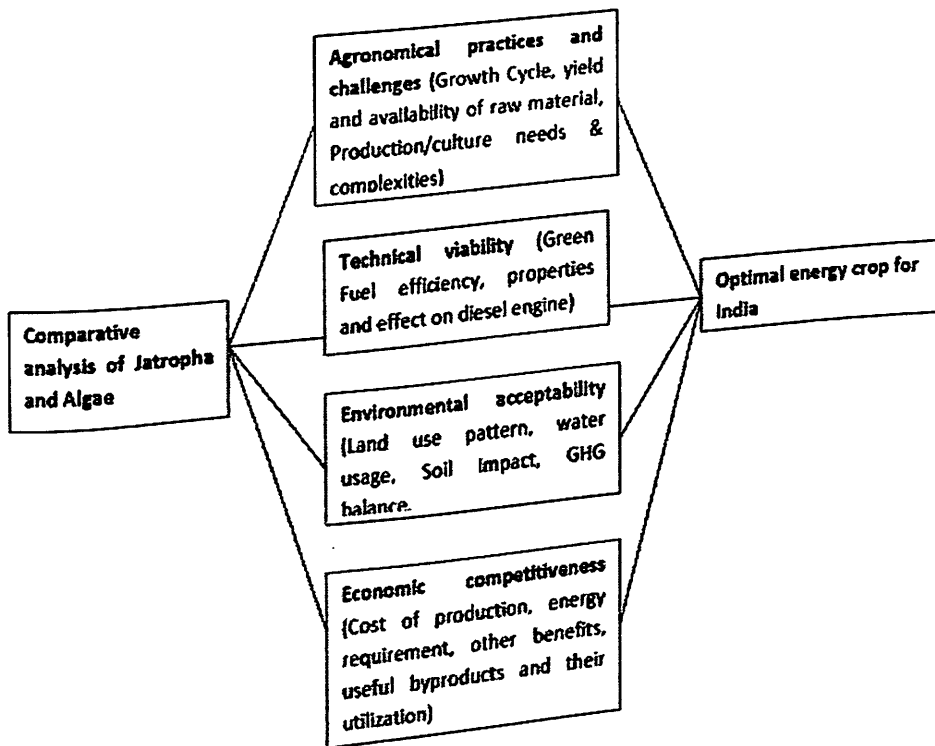 Agronomical practices and
challenges (Growth Cycle, yield
and availability of raw material,
Production/culture needs &
complexities)
Technical viability (Green
Fuel efficiency, properties
and effect on diesel engine)
Optimal energy crop for
India
Comparative
analysis of Jatropha
and Algae
Environmental acceptability
(Land use pattern, water
usage, Soil Impact, GHG
balance.
Economic competitiveness
(Cost of production, energy
requirement, other benefits,
useful byproducts and their
utilization)